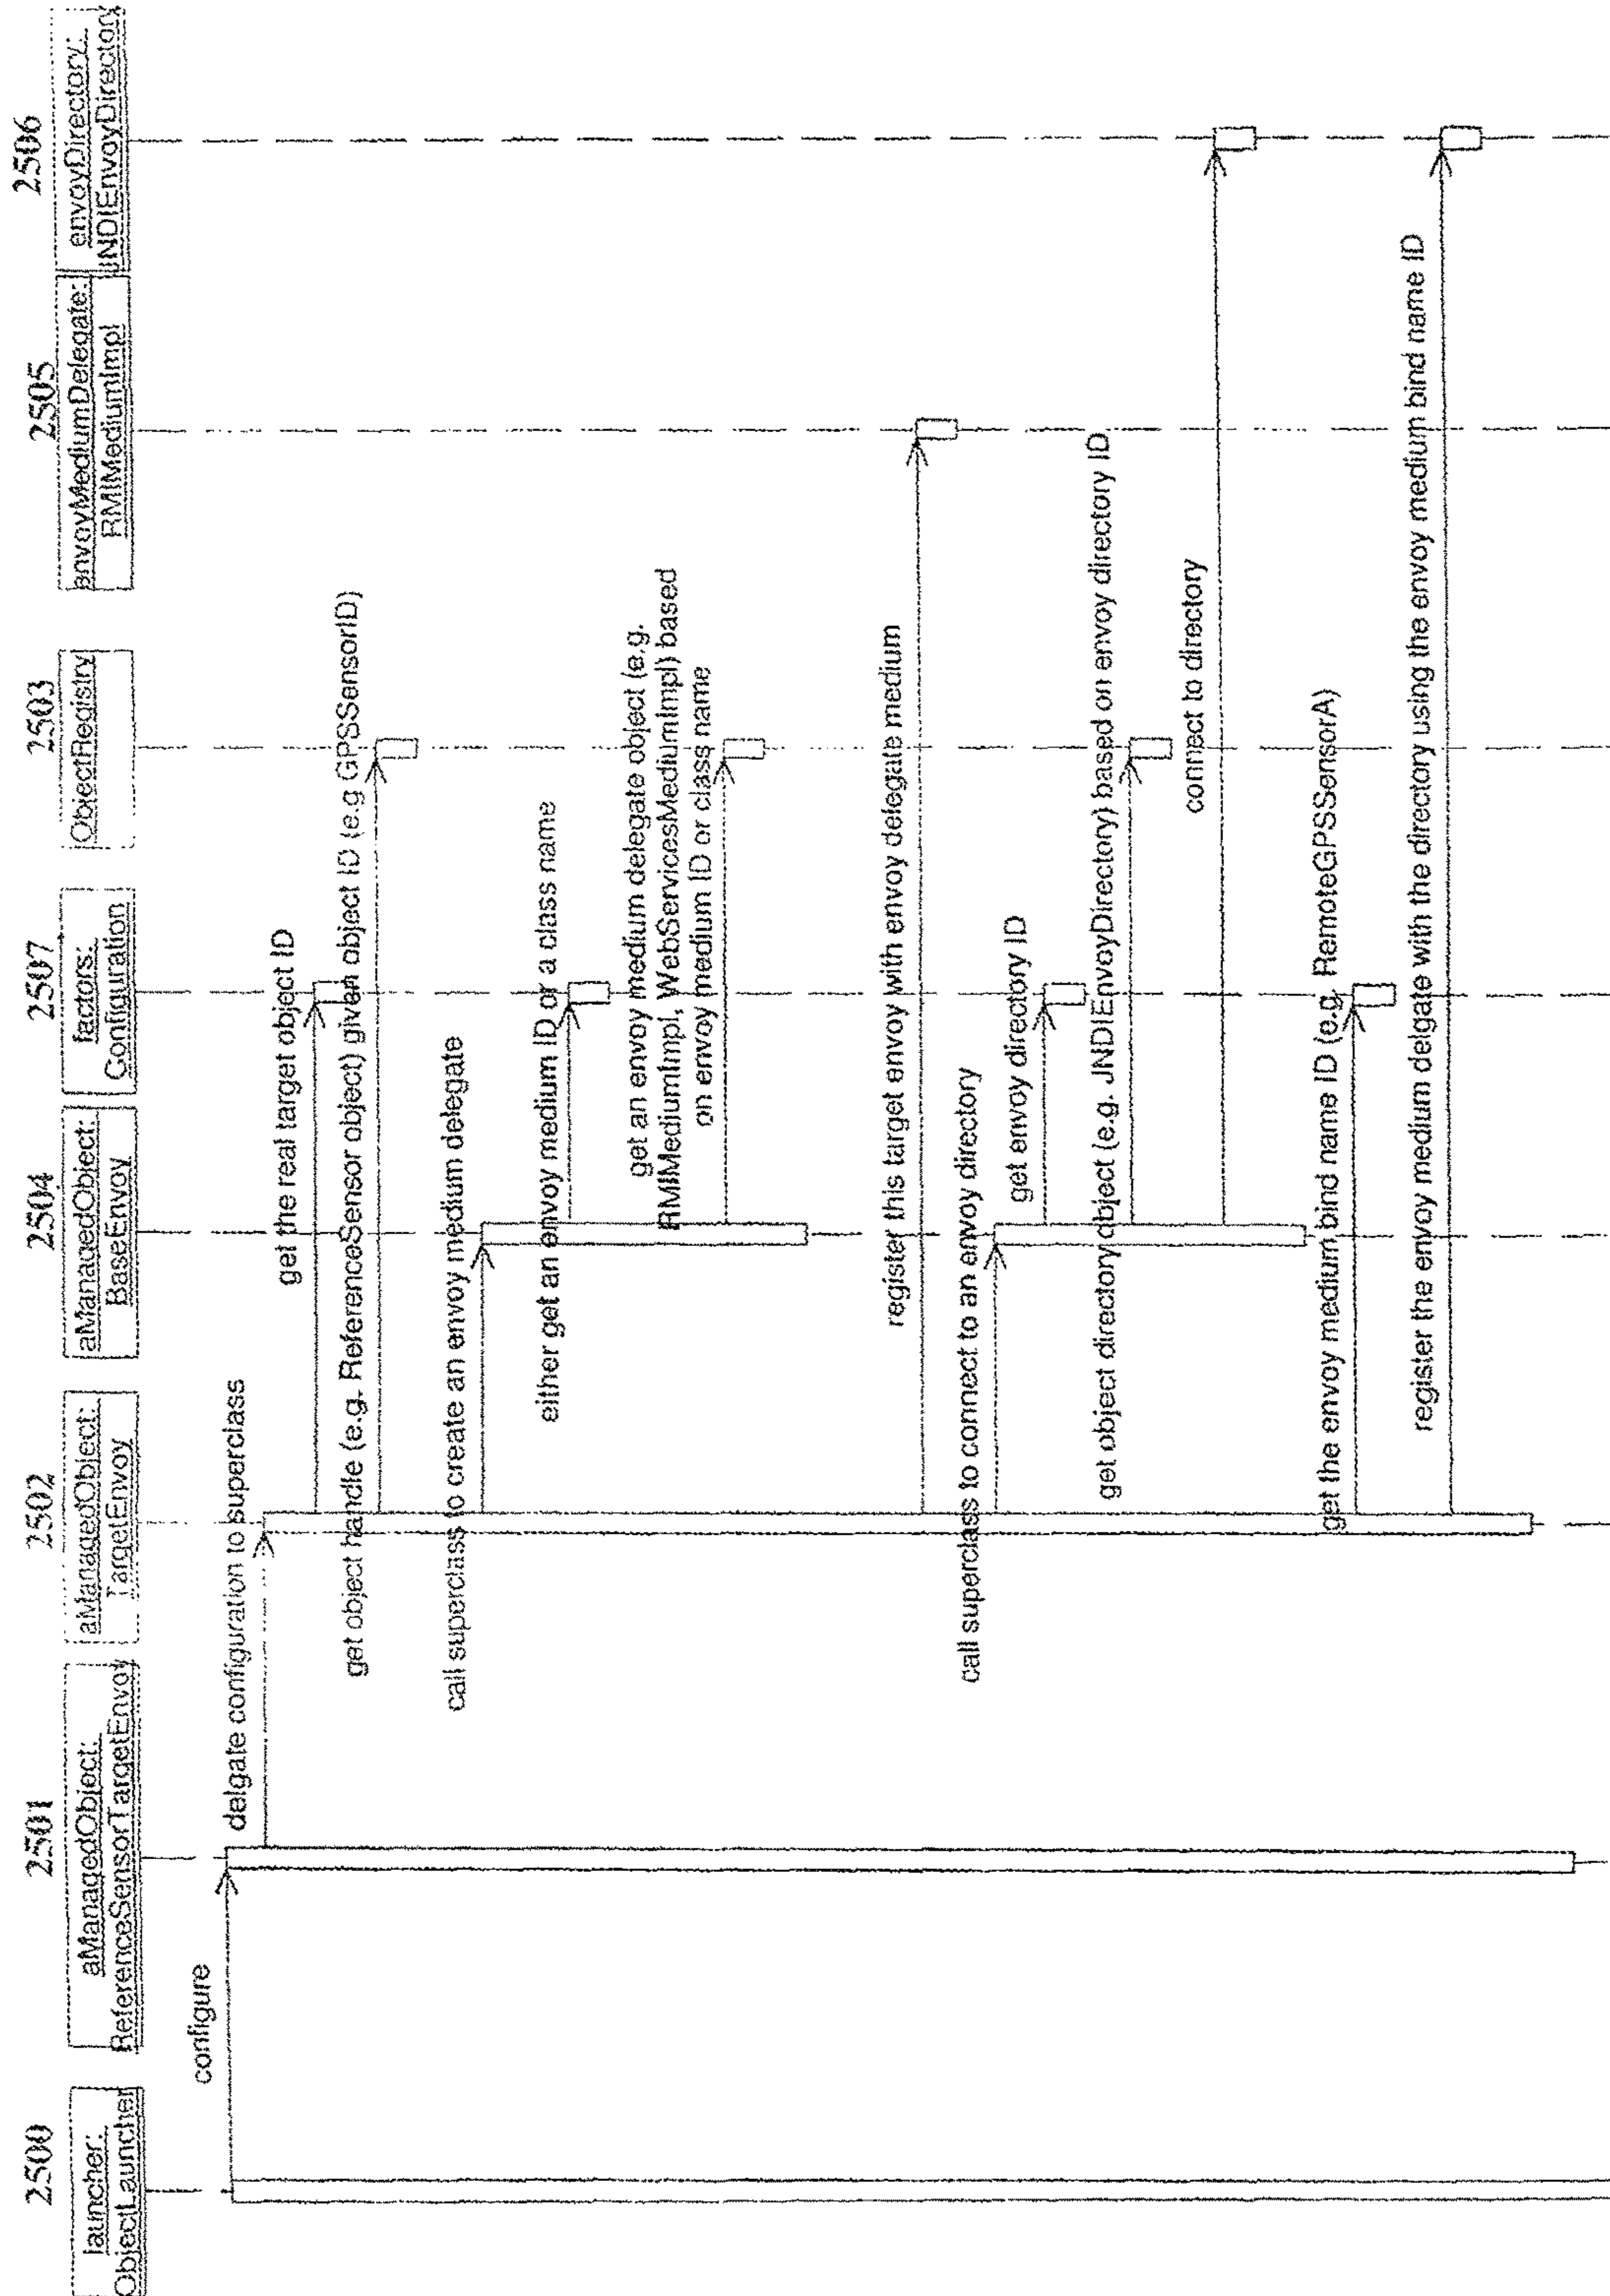 2500
launcher:
ObjectLauncher
2501
aManagedObject:
ReferenceSensorTargetEnvoy
2502
aManagedObject:
TargetEnvoy
2504
aManagedObject:
BaseEnvoy
2507
factors:
Configuration
2503
ObjectRegistry
2505
envoyMediumDelegate:
RMIMediumImpl
2506
envoyDirectory:
JNDIEnvoyDirectory
configure
delgate configuration to superclass
get the real target object ID
get object handle (e.g. ReferenceSensor object) given object ID (e.g GPSSensorID)
call superclass to create an envoy medium delegate
either get an envoy medium ID or a class name
get an envoy medium delegate object (e.g.
RMIMediumImpl, WebServicesMediumImpl) based
on envoy medium ID or class name
register this target envoy with envoy delegate medium
call superclass to connect to an envoy directory
get envoy directory ID
get object directory object (e.g. JNDIEnvoyDirectory) based on envoy directory ID
connect to directory
get the envoy medium bind name ID (e.g. RemoteGPSSensorA)
register the envoy medium delgate with the directory using the envoy medium bind name ID